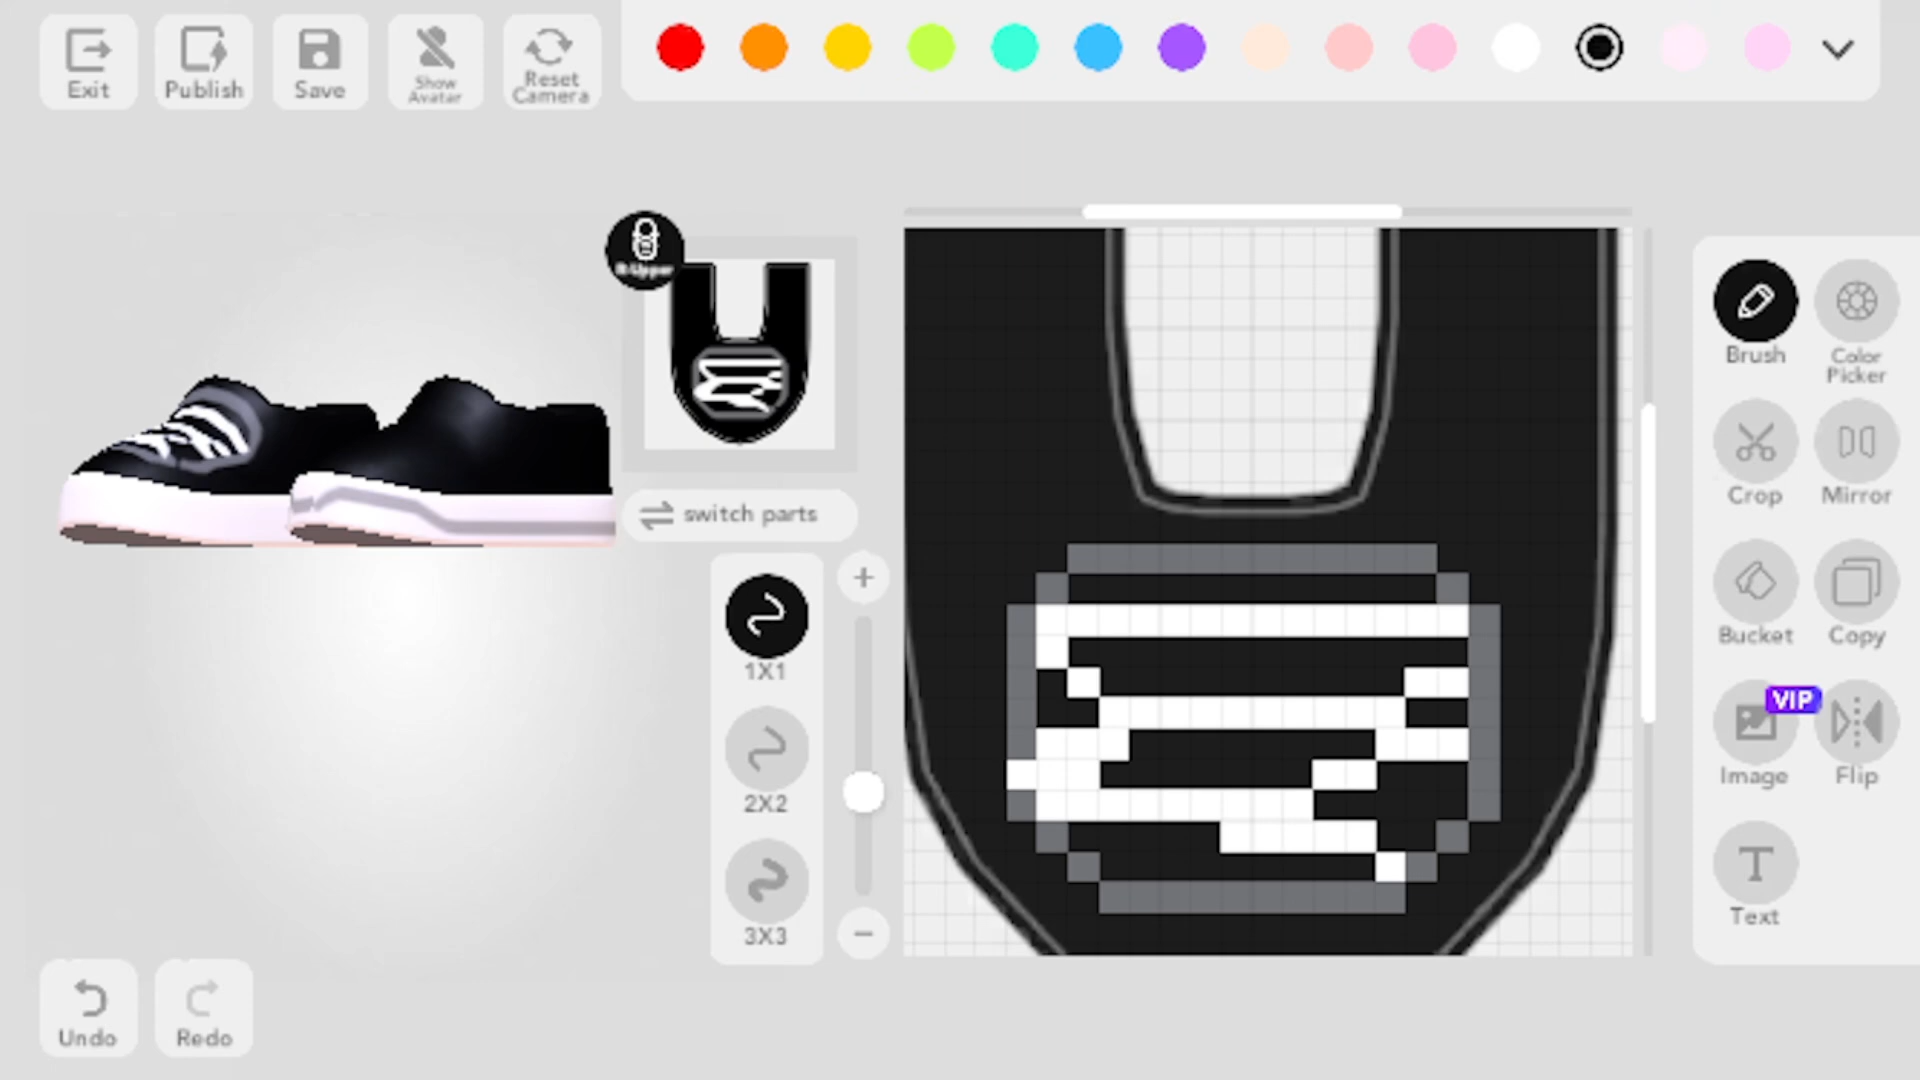 Exit
Publish
Save
Show
Avatar
Reset
Camera
R-Upper
switch parts
1X1
2X2
3X3
Brush
Color
Picker
Crop
Mirror
Bucket
Copy
VIP
Image
Flip
Text
Undo
Redo